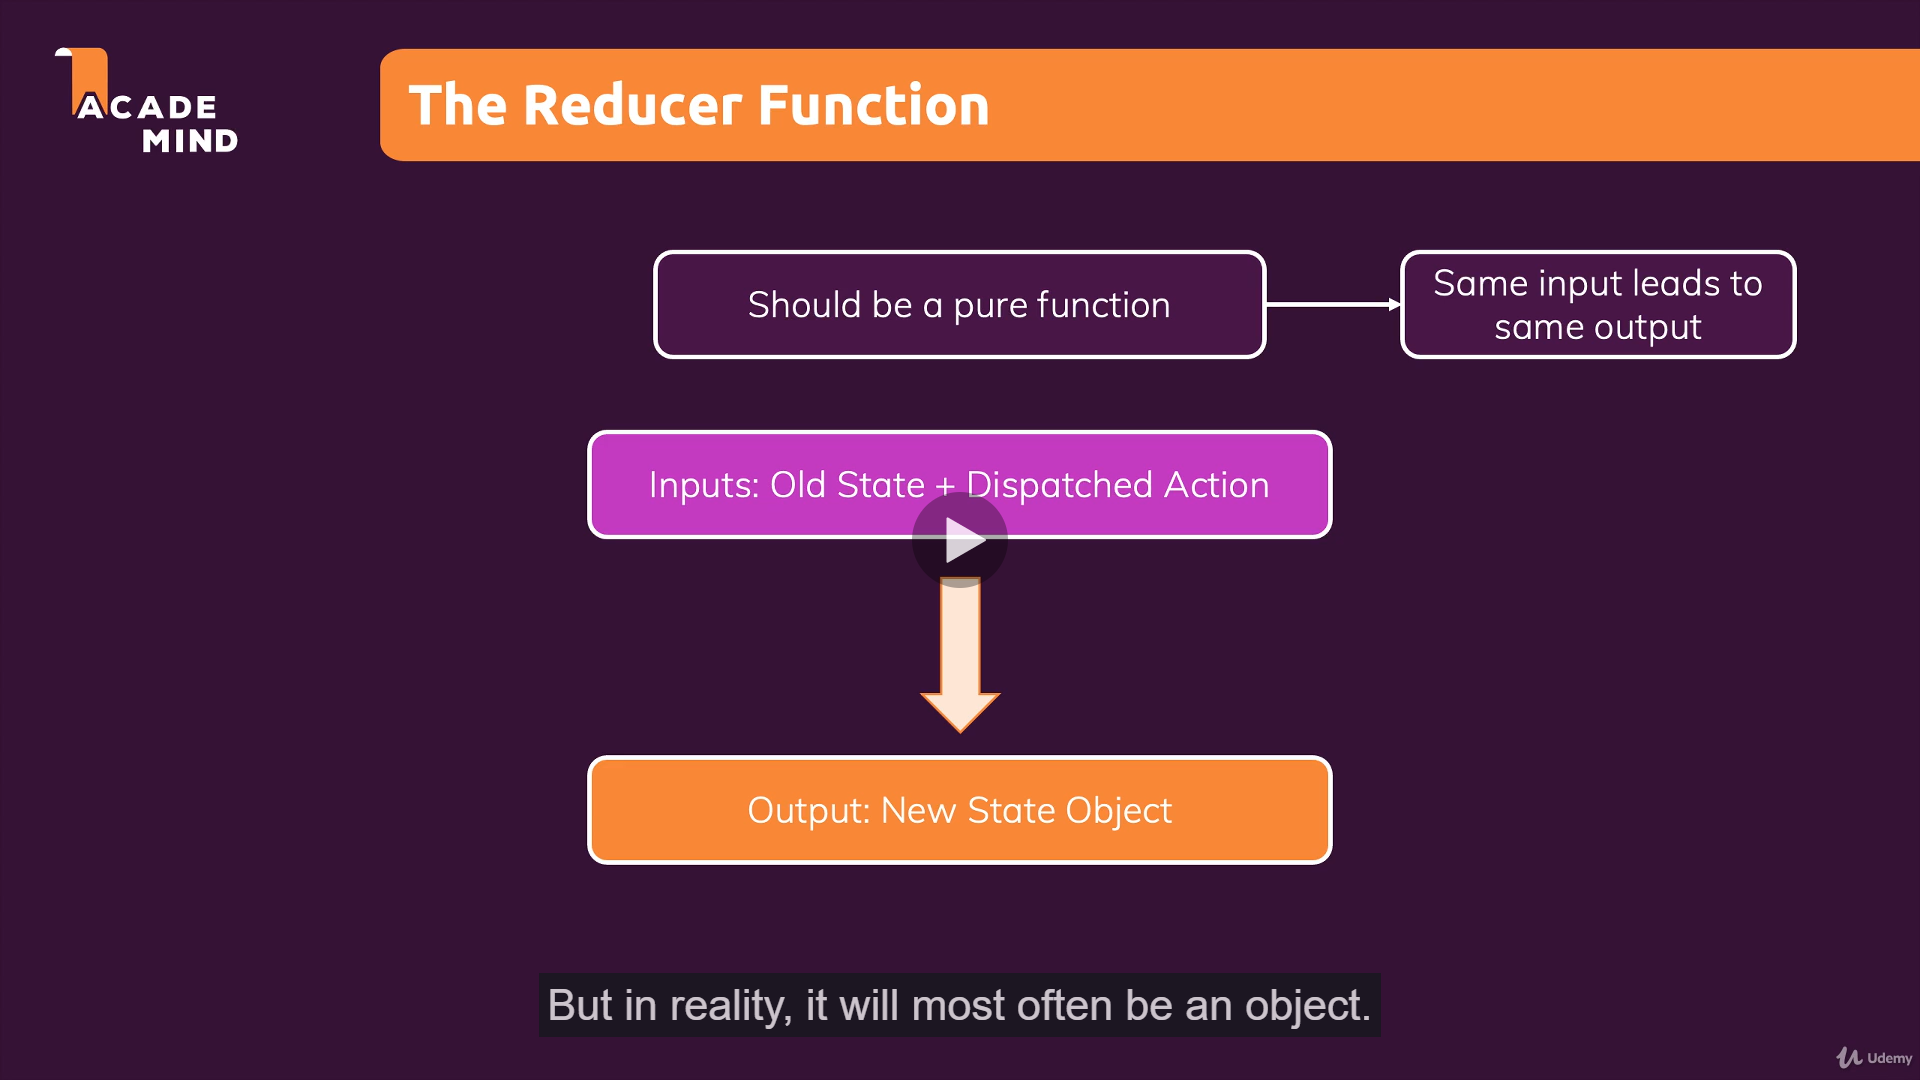 ACADE
MIND
The Reducer Function
Should be a pure function
Same input leads to
same output
Inputs: Old State + Dispatched Action
Output: New State Object
But in reality, it will most often be an object.
Udemy